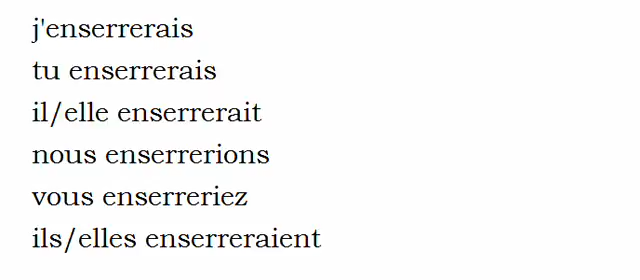 j'enserrerais
tu enserrerais
il/elle enserrerait
nous enserrerions
vous enserreriez
ils/elles enserreraient